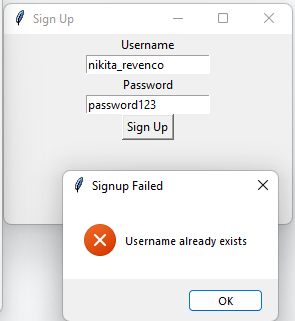 Sign Up
Username
nikita_revenco
Password
password123
Sign Up
Signup Failed
Username already exists
OK